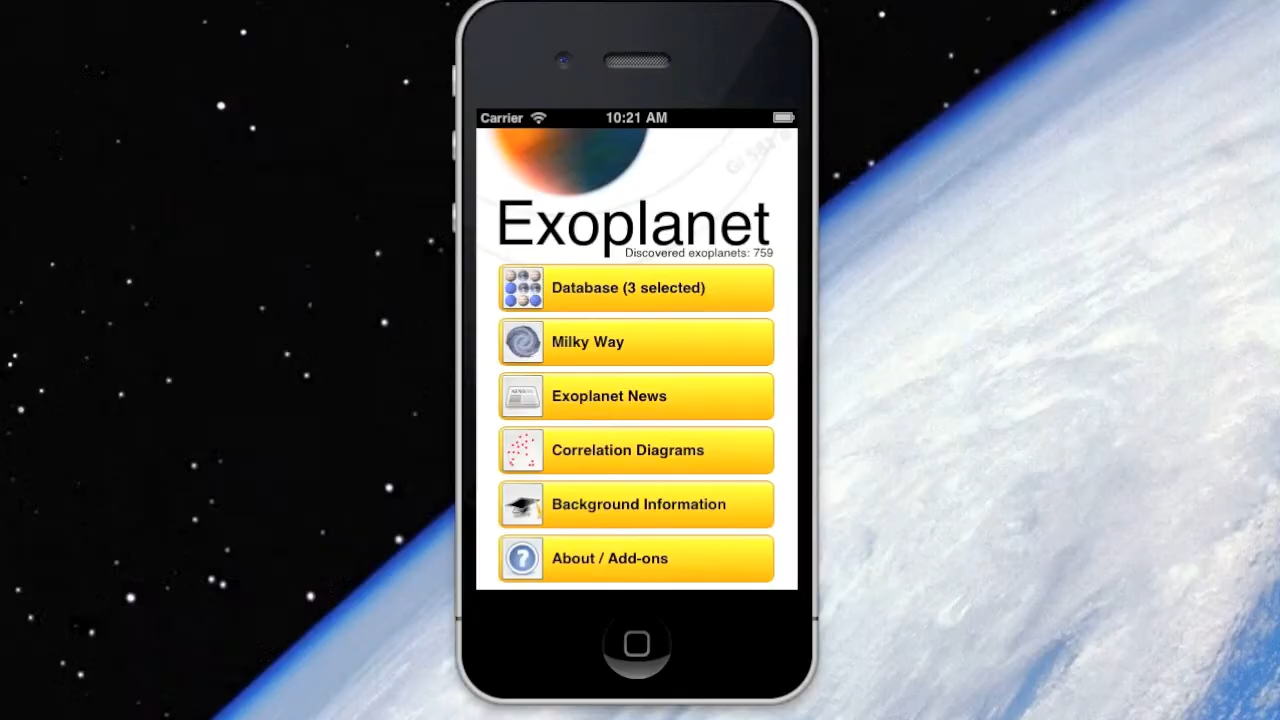 Carrier 10:21 AM
Exoplanet
Discovered exoplanets: 759
Database (3 selected)
Milky Way
Exoplanet News
Correlation Diagrams
Background Information
About / Add-ons